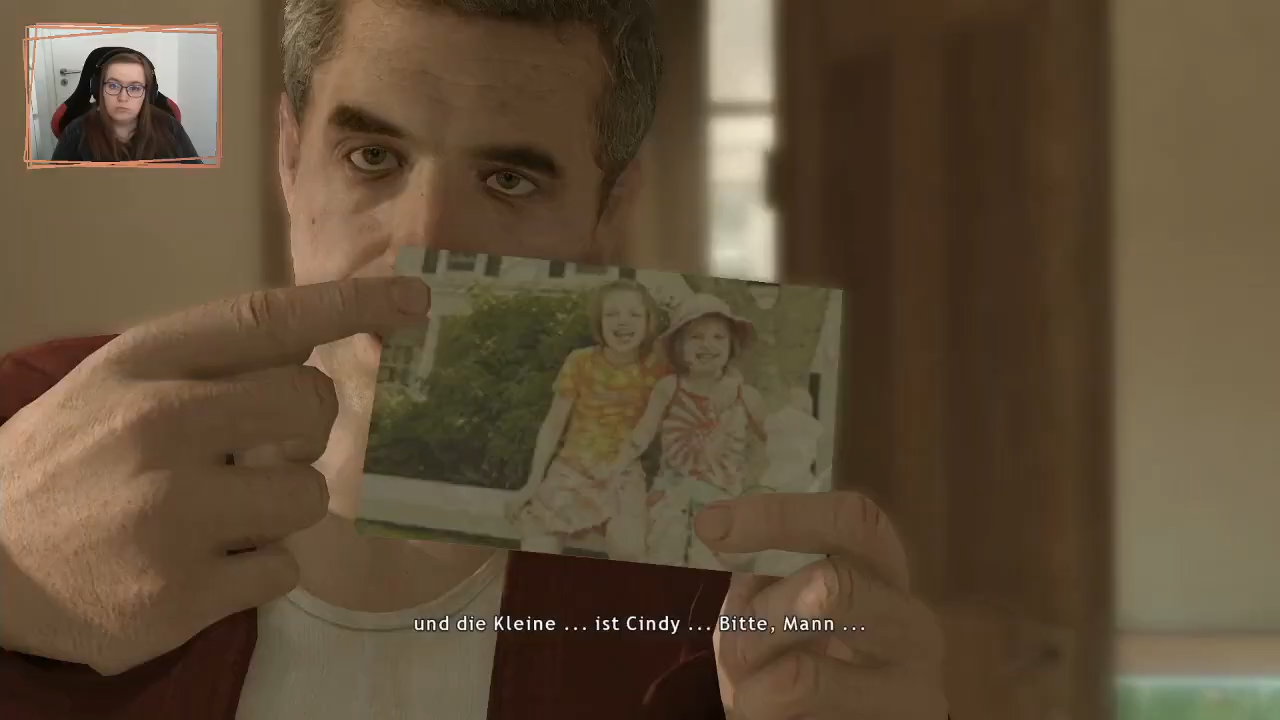 und die Kleine ... ist Cindy ... Bitte, Mann ...